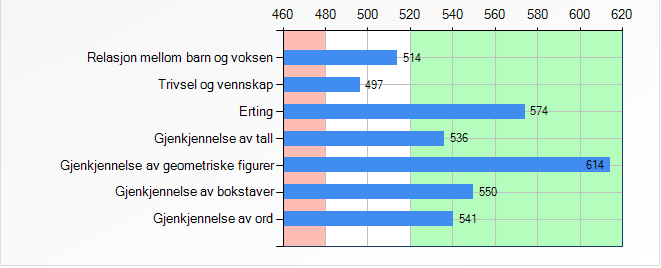 460 480 500 520 540 560 580 600 620
Relasjon mellom barn og voksen 514
Trivsel og vennskap 497
Erting 574
Gjenkjennelse av tall 536
Gjenkjennelse av geometriske figurer 614
Gjenkjennelse av bokstaver 550
Gjenkjennelse av ord 541